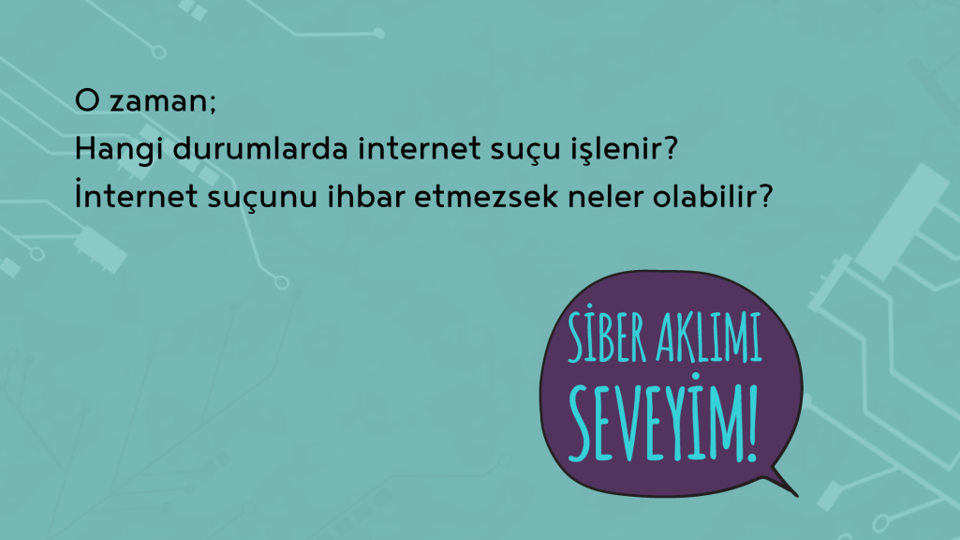 O zaman;
Hangi durumlarda internet suçu işlenir?
İnternet suçunu ihbar etmezsek neler olabilir?
SİBER AKLIMI
SEVEYİM!